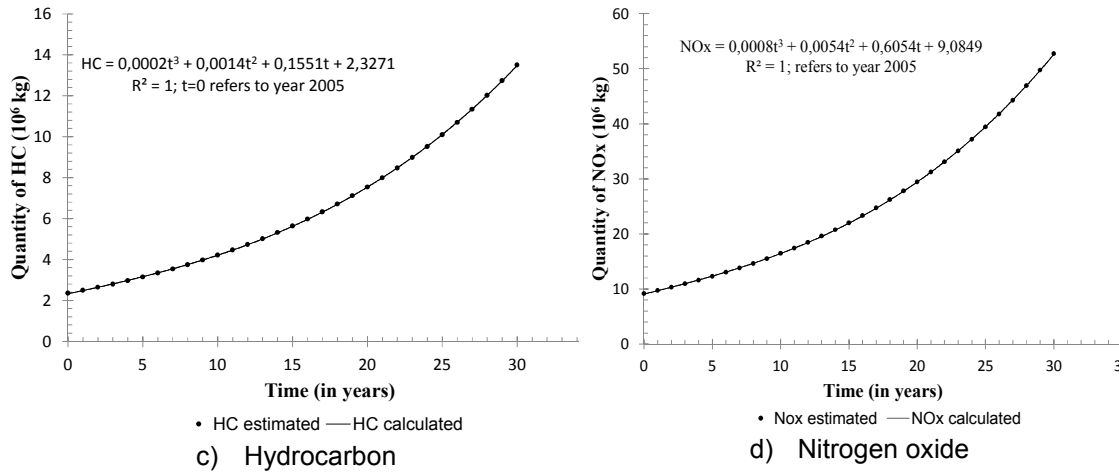 16
14
12
10
8
6
4
2
0
Quantity of HC (10⁶ kg)
HC = 0,0002t³ + 0,0014t² + 0,1551t + 2,3271
R² = 1; t=0 refers to year 2005
0 5 10 15 20 25 30
Time (in years)
• HC estimated —HC calculated
c) Hydrocarbon
60
50
40
30
20
10
0
Quantity of NOx (10⁶ kg)
NOx = 0,0008t³ + 0,0054t² + 0,6054t + 9,0849
R² = 1; refers to year 2005
0 5 10 15 20 25 30
Time (in years)
• Nox estimated —NOx calculated
d) Nitrogen oxide